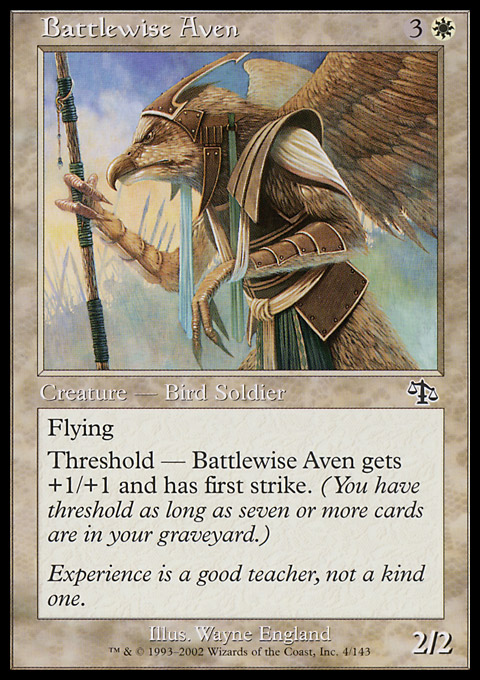 Battlewise Aven 3
Creature — Bird Soldier
Flying
Threshold — Battlewise Aven gets
+1/+1 and has first strike. (You have
threshold as long as seven or more cards
are in your graveyard.)
Experience is a good teacher, not a kind
one.
Illus. Wayne England
™ & © 1993–2002 Wizards of the Coast, Inc. 4/143
2/2